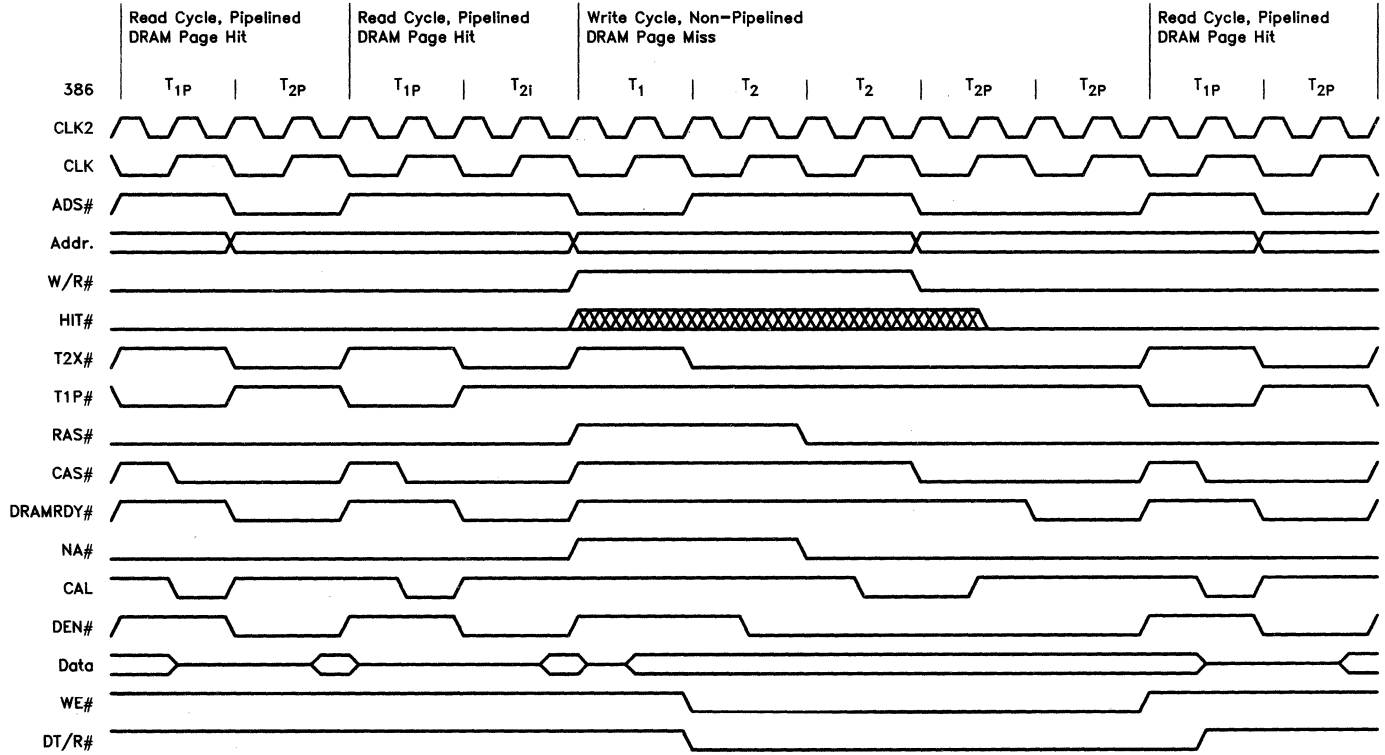 Read Cycle, Pipelined
DRAM Page Hit
Read Cycle, Pipelined
DRAM Page Hit
Write Cycle, Non-Pipelined
DRAM Page Miss
Read Cycle, Pipelined
DRAM Page Hit
386 T1P T2P T1P T2i T1 T2 T2 T2P T2P T1P T2P
CLK2
CLK
ADS#
Addr.
W/R#
HIT#
T2X#
T1P#
RAS#
CAS#
DRAMRDY#
NA#
CAL
DEN#
Data
WE#
DT/R#